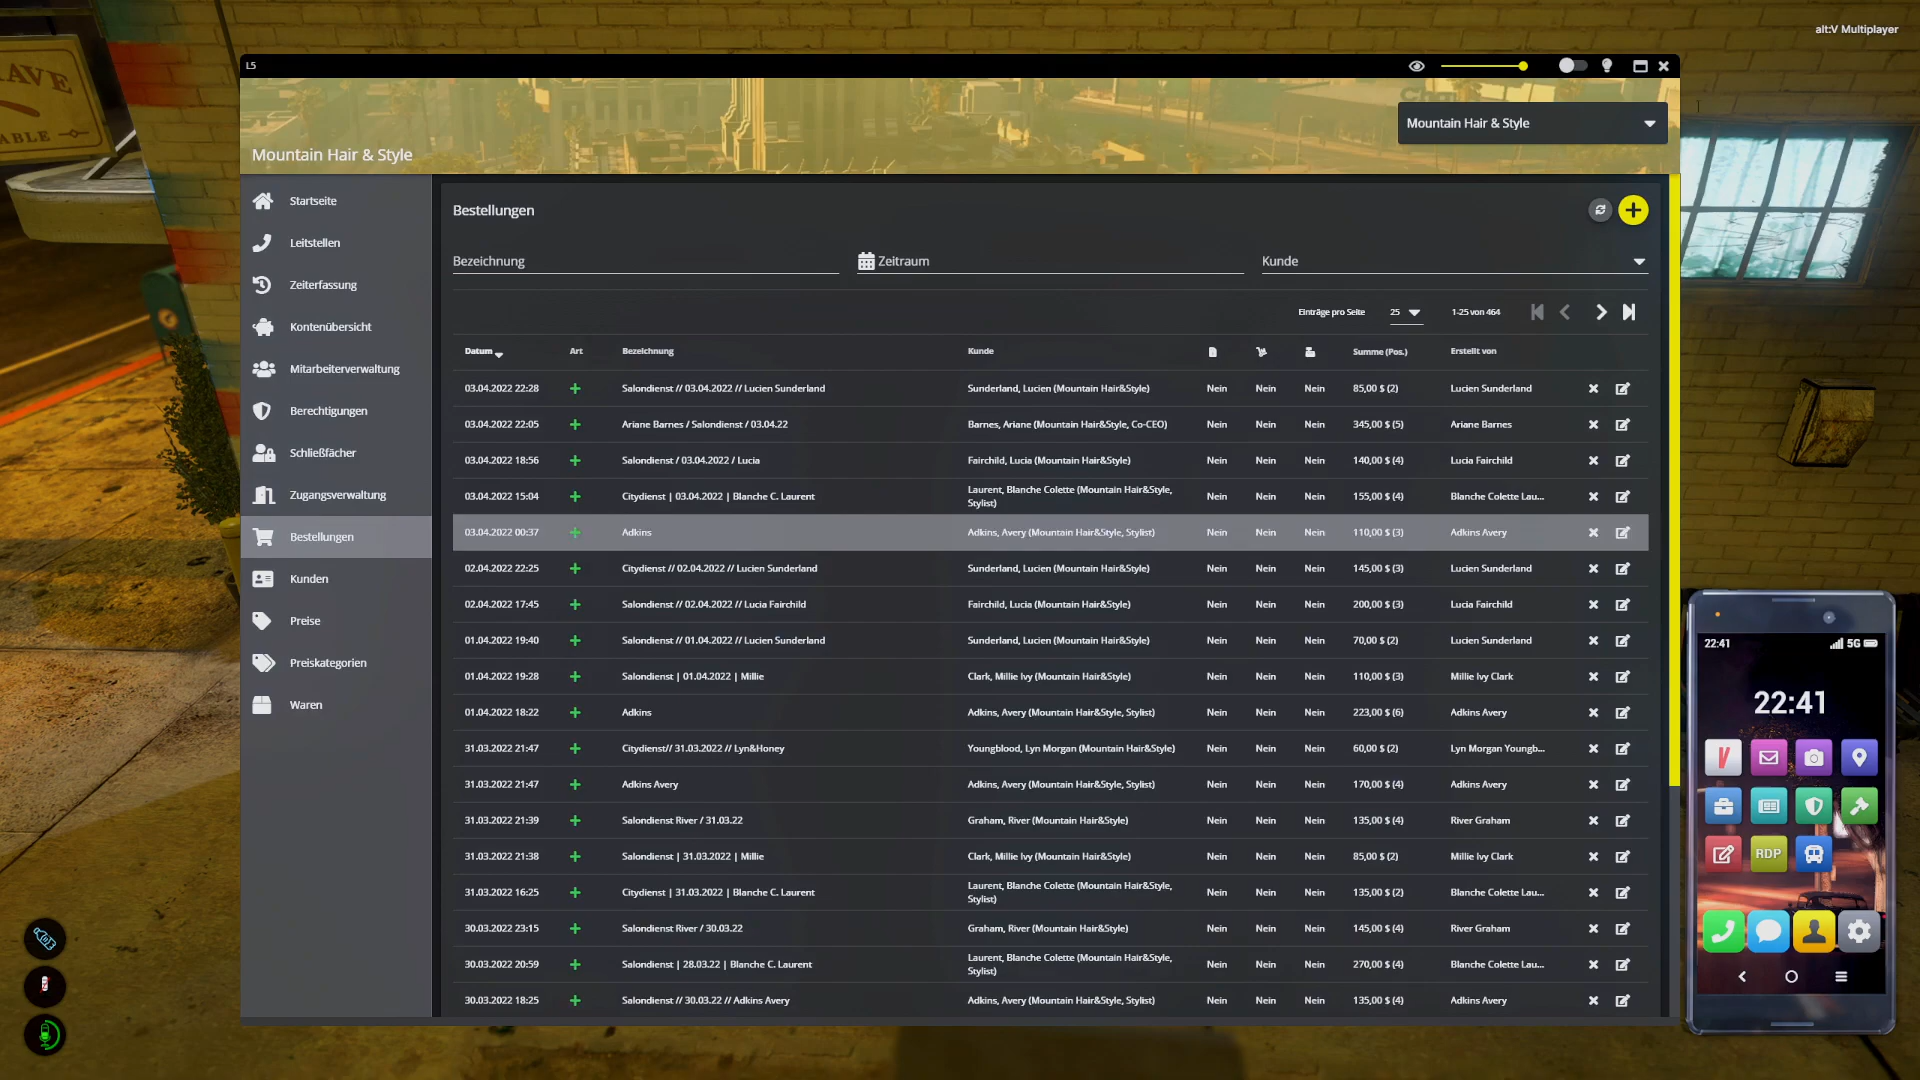 alt:V Multiplayer
AVE
ABLE
L5
Mountain Hair & Style
Mountain Hair & Style
Startseite
Leitstellen
Zeiterfassung
Kontenübersicht
Mitarbeiterverwaltung
Berechtigungen
Schließfächer
Zugangsverwaltung
Bestellungen
Kunden
Preise
Preiskategorien
Waren
Bestellungen
Bezeichnung Zeitraum Kunde
Einträge pro Seite 25 1-25 von 464
Datum Art Bezeichnung Kunde Summe (Pos.) Erstellt von
03.04.2022 22:28 Salondienst // 03.04.2022 // Lucien Sunderland Sunderland, Lucien (Mountain Hair&Style) Nein Nein Nein 85,00 $ (2) Lucien Sunderland
03.04.2022 22:05 Ariane Barnes / Salondienst / 03.04.22 Barnes, Ariane (Mountain Hair&Style, Co-CEO) Nein Nein Nein 345,00 $ (5) Ariane Barnes
03.04.2022 18:56 Salondienst / 03.04.2022 / Lucia Fairchild, Lucia (Mountain Hair&Style) Nein Nein Nein 140,00 $ (4) Lucia Fairchild
03.04.2022 15:04 Citydienst | 03.04.2022 | Blanche C. Laurent Laurent, Blanche Colette (Mountain Hair&Style, Stylist) Nein Nein Nein 155,00 $ (4) Blanche Colette Lau...
03.04.2022 00:37 Adkins Adkins, Avery (Mountain Hair&Style, Stylist) Nein Nein Nein 110,00 $ (3) Adkins Avery
02.04.2022 22:25 Citydienst // 02.04.2022 // Lucien Sunderland Sunderland, Lucien (Mountain Hair&Style) Nein Nein Nein 145,00 $ (3) Lucien Sunderland
02.04.2022 17:45 Salondienst // 02.04.2022 // Lucia Fairchild Fairchild, Lucia (Mountain Hair&Style) Nein Nein Nein 200,00 $ (3) Lucia Fairchild
01.04.2022 19:40 Salondienst // 01.04.2022 // Lucien Sunderland Sunderland, Lucien (Mountain Hair&Style) Nein Nein Nein 70,00 $ (2) Lucien Sunderland
01.04.2022 19:28 Salondienst | 01.04.2022 | Millie Clark, Millie Ivy (Mountain Hair&Style) Nein Nein Nein 110,00 $ (3) Millie Ivy Clark
01.04.2022 18:22 Adkins Adkins, Avery (Mountain Hair&Style, Stylist) Nein Nein Nein 223,00 $ (6) Adkins Avery
31.03.2022 21:47 Citydienst// 31.03.2022 // Lyn&Honey Youngblood, Lyn Morgan (Mountain Hair&Style) Nein Nein Nein 60,00 $ (2) Lyn Morgan Youngb...
31.03.2022 21:47 Adkins Avery Adkins, Avery (Mountain Hair&Style, Stylist) Nein Nein Nein 170,00 $ (4) Adkins Avery
31.03.2022 21:39 Salondienst River / 31.03.22 Graham, River (Mountain Hair&Style) Nein Nein Nein 135,00 $ (4) River Graham
31.03.2022 21:38 Salondienst | 31.03.2022 | Millie Clark, Millie Ivy (Mountain Hair&Style) Nein Nein Nein 85,00 $ (2) Millie Ivy Clark
31.03.2022 16:25 Citydienst | 31.03.2022 | Blanche C. Laurent Laurent, Blanche Colette (Mountain Hair&Style, Stylist) Nein Nein Nein 135,00 $ (2) Blanche Colette Lau...
30.03.2022 23:15 Salondienst River / 30.03.22 Graham, River (Mountain Hair&Style) Nein Nein Nein 145,00 $ (4) River Graham
30.03.2022 20:59 Salondienst | 28.03.22 | Blanche C. Laurent Laurent, Blanche Colette (Mountain Hair&Style, Stylist) Nein Nein Nein 270,00 $ (4) Blanche Colette Lau...
30.03.2022 18:25 Salondienst // 30.03.22 // Adkins Avery Adkins, Avery (Mountain Hair&Style, Stylist) Nein Nein Nein 135,00 $ (4) Adkins Avery
22:41 5G
22:41
RDP